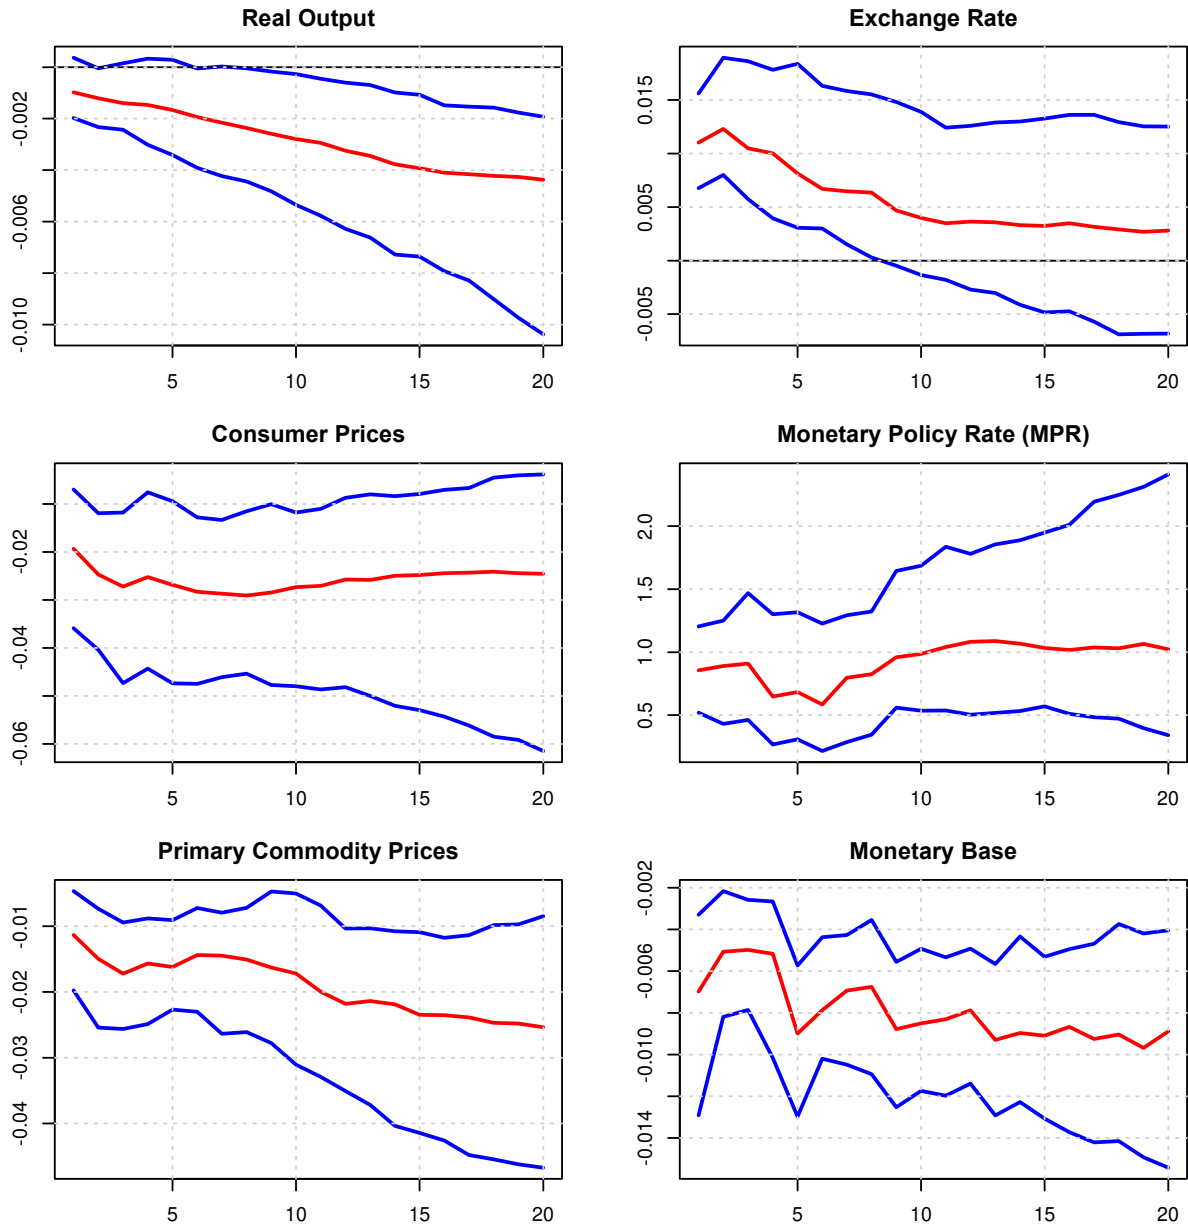 Real Output
-0.002
-0.006
-0.010
5 10 15 20
Exchange Rate
0.015
0.005
-0.005
5 10 15 20
Consumer Prices
-0.02
-0.04
-0.06
5 10 15 20
Monetary Policy Rate (MPR)
2.0
1.5
1.0
0.5
5 10 15 20
Primary Commodity Prices
-0.01
-0.02
-0.03
-0.04
5 10 15 20
Monetary Base
-0.002
-0.006
-0.010
-0.014
5 10 15 20